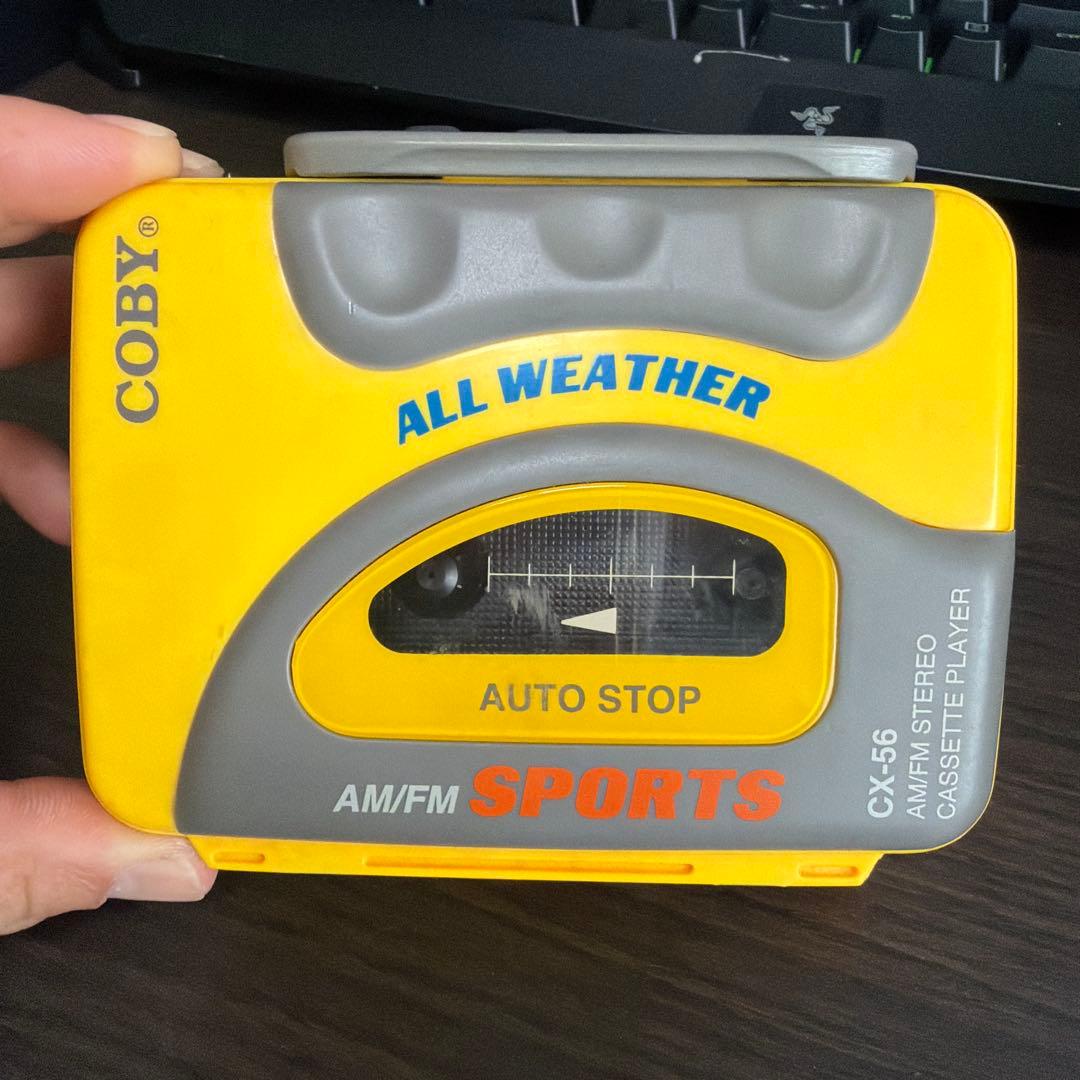 COBY®
ALL WEATHER
AUTO STOP
AM/FM SPORTS
CX-56
AM/FM STEREO
CASSETTE PLAYER